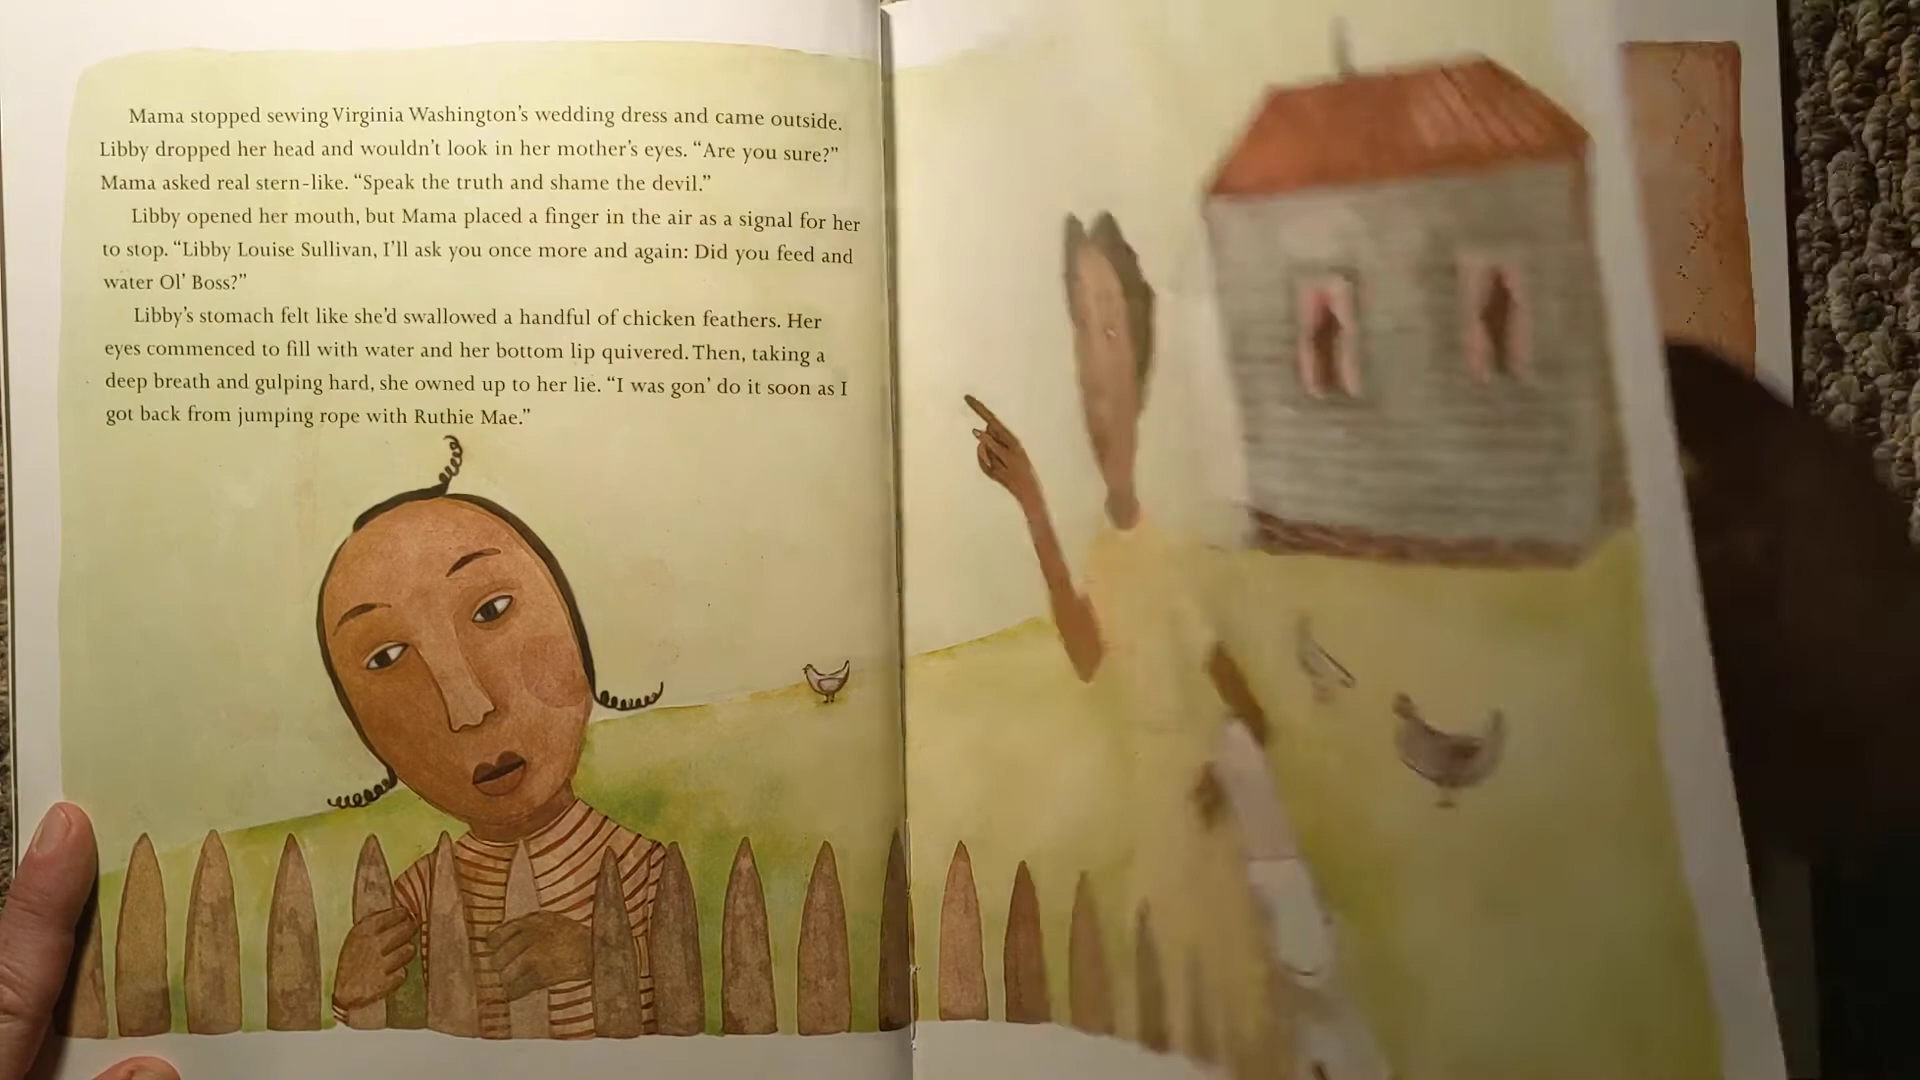 Mama stopped sewing Virginia Washington's wedding dress and came outside.
Libby dropped her head and wouldn't look in her mother's eyes. “Are you sure?”
Mama asked real stern-like. “Speak the truth and shame the devil.”
Libby opened her mouth, but Mama placed a finger in the air as a signal for her
to stop. “Libby Louise Sullivan, I'll ask you once more and again: Did you feed and
water Ol' Boss?”
Libby's stomach felt like she'd swallowed a handful of chicken feathers. Her
eyes commenced to fill with water and her bottom lip quivered. Then, taking a
deep breath and gulping hard, she owned up to her lie. “I was gon' do it soon as I
got back from jumping rope with Ruthie Mae.”